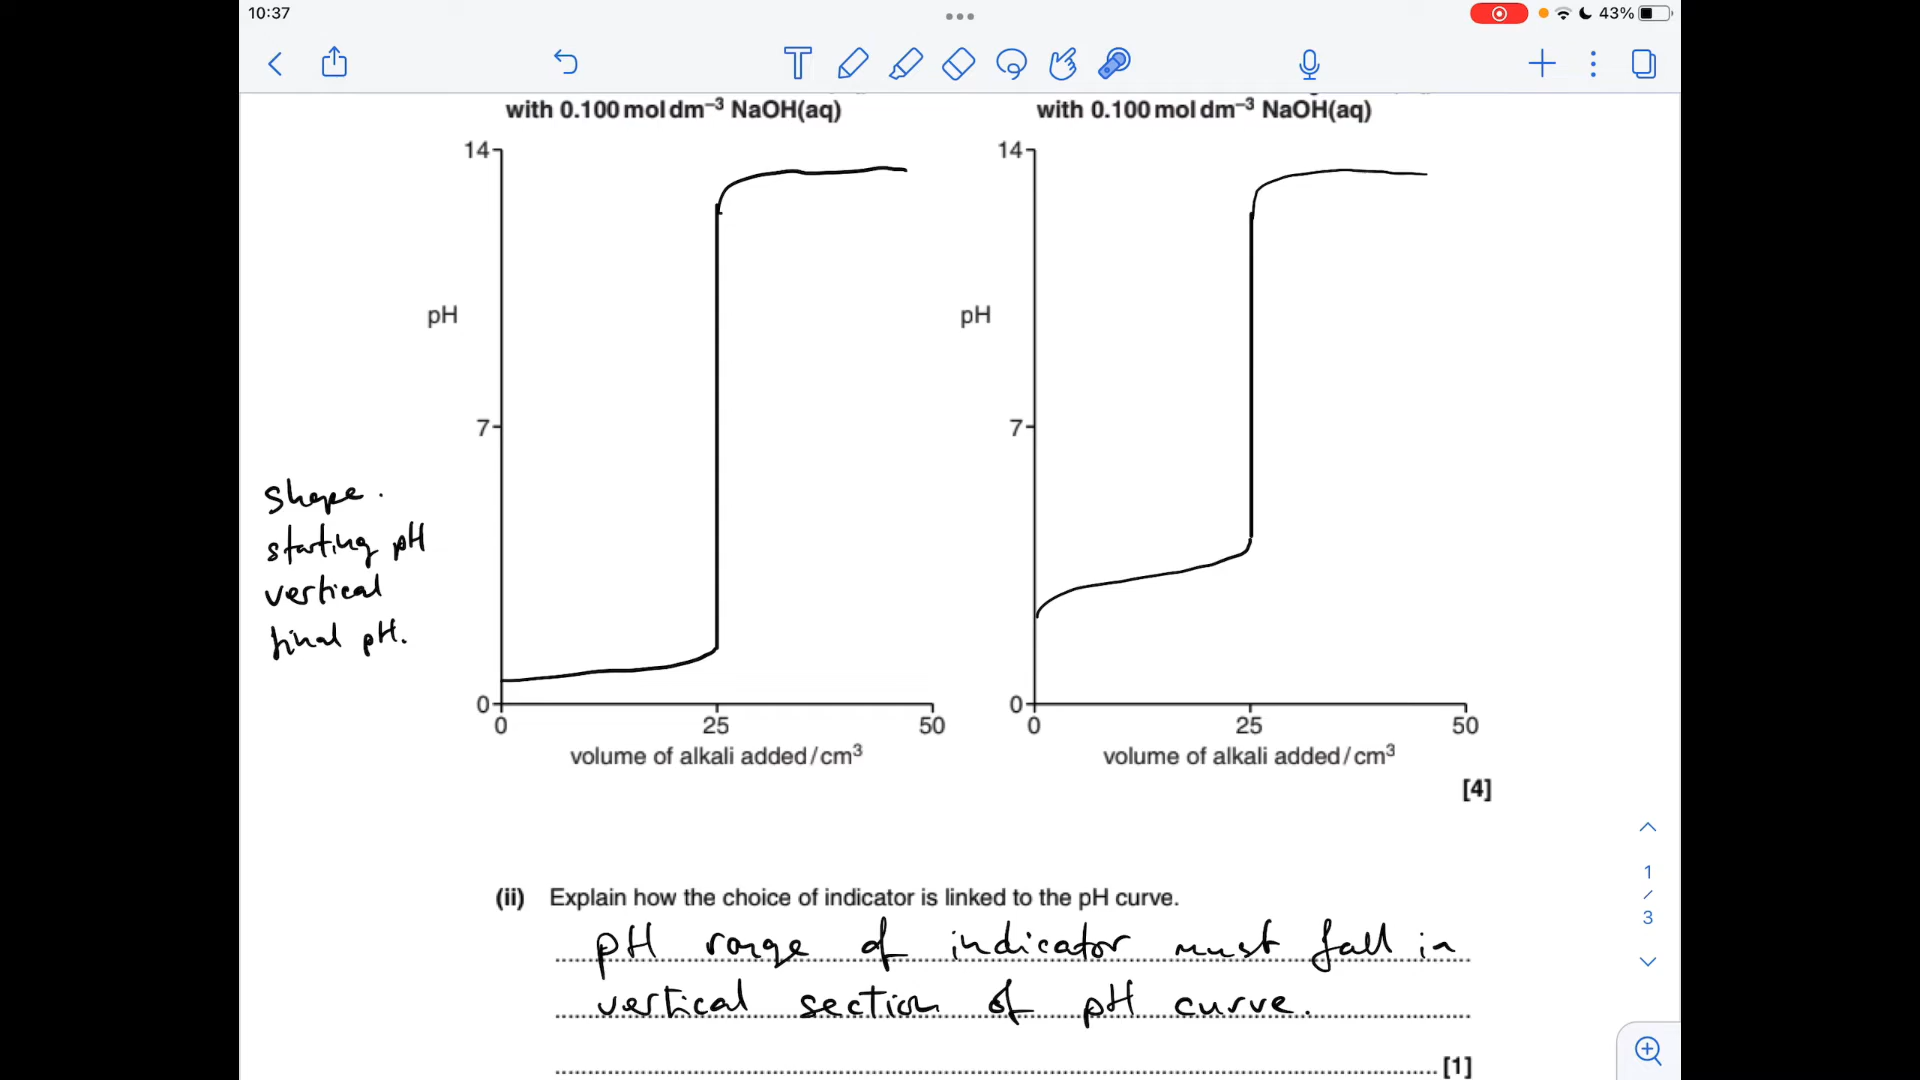 10:37
43%
with 0.100 mol dm⁻³ NaOH(aq)
14
pH
7
0
0 25 50
volume of alkali added/cm³
with 0.100 mol dm⁻³ NaOH(aq)
14
pH
7
0
0 25 50
volume of alkali added/cm³
shape.
starting pH
vertical
final pH.
[4]
(ii) Explain how the choice of indicator is linked to the pH curve.
pH range of indicator must fall in
vertical section of pH curve.
[1]
1
/
3